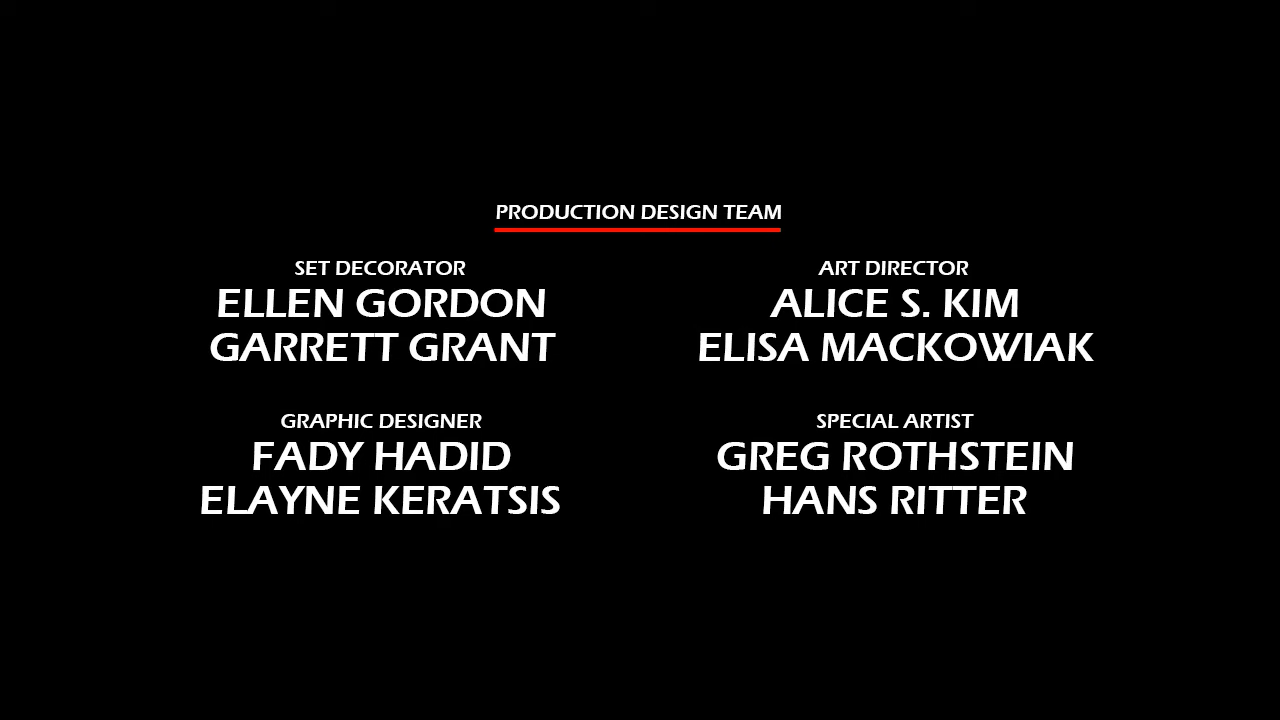 PRODUCTION DESIGN TEAM
SET DECORATOR
ELLEN GORDON
GARRETT GRANT
ART DIRECTOR
ALICE S. KIM
ELISA MACKOWIAK
GRAPHIC DESIGNER
FADY HADID
ELAYNE KERATSIS
SPECIAL ARTIST
GREG ROTHSTEIN
HANS RITTER